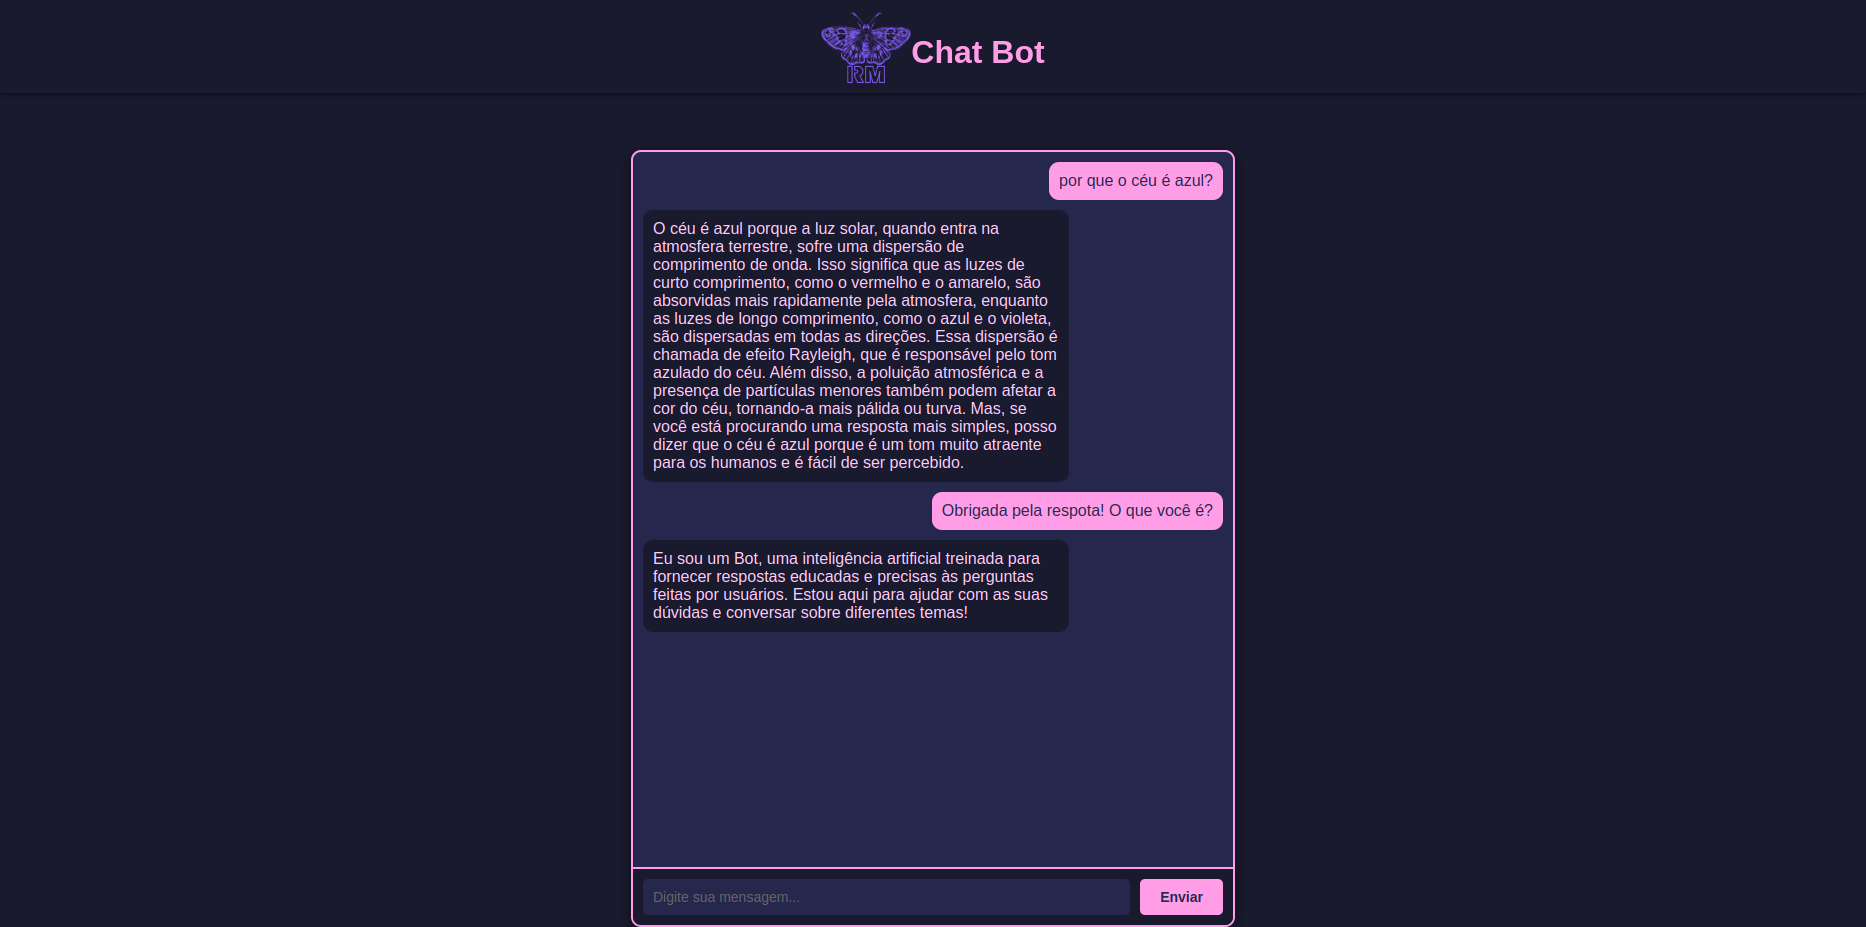 RM
Chat Bot
por que o céu é azul?
O céu é azul porque a luz solar, quando entra na
atmosfera terrestre, sofre uma dispersão de
comprimento de onda. Isso significa que as luzes de
curto comprimento, como o vermelho e o amarelo, são
absorvidas mais rapidamente pela atmosfera, enquanto
as luzes de longo comprimento, como o azul e o violeta,
são dispersadas em todas as direções. Essa dispersão é
chamada de efeito Rayleigh, que é responsável pelo tom
azulado do céu. Além disso, a poluição atmosférica e a
presença de partículas menores também podem afetar a
cor do céu, tornando-a mais pálida ou turva. Mas, se
você está procurando uma resposta mais simples, posso
dizer que o céu é azul porque é um tom muito atraente
para os humanos e é fácil de ser percebido.
Obrigada pela respota! O que você é?
Eu sou um Bot, uma inteligência artificial treinada para
fornecer respostas educadas e precisas às perguntas
feitas por usuários. Estou aqui para ajudar com as suas
dúvidas e conversar sobre diferentes temas!
Digite sua mensagem...
Enviar